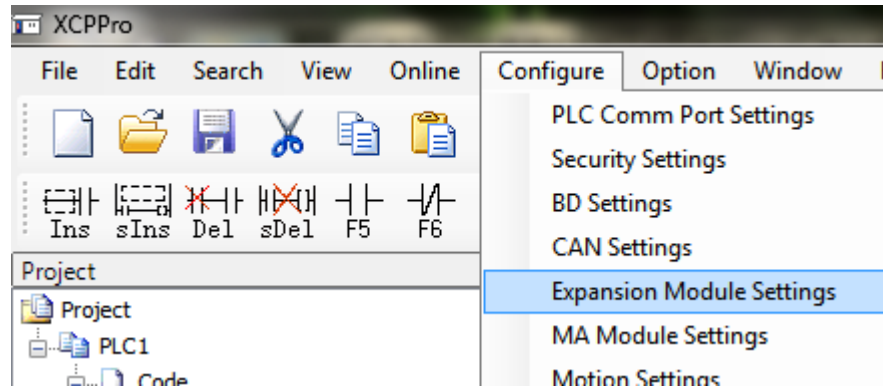 XCPPro
File Edit Search View Online Configure Option Window
PLC Comm Port Settings
Security Settings
BD Settings
CAN Settings
Expansion Module Settings
MA Module Settings
Motion Settings
Ins sIns Del sDel F5 F6
Project
Project
PLC1
Code